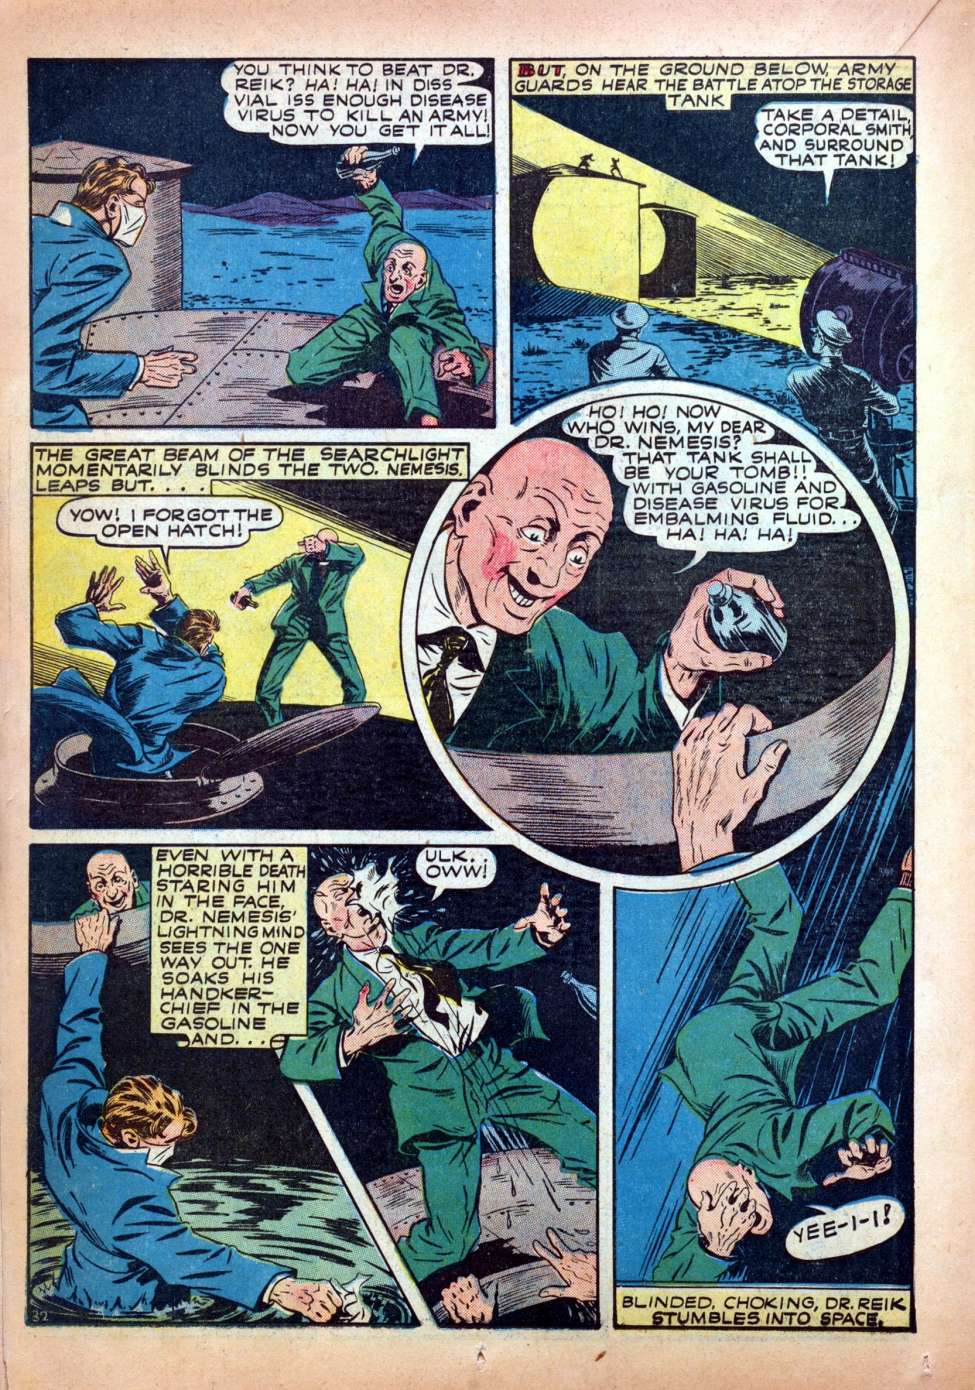 YOU THINK TO BEAT DR.
REIK? HA! HA! IN DISS
VIAL ISS ENOUGH DISEASE
VIRUS TO KILL AN ARMY!
NOW YOU GET IT ALL!
BUT, ON THE GROUND BELOW, ARMY
GUARDS HEAR THE BATTLE ATOP THE STORAGE
TANK
TAKE A DETAIL,
CORPORAL SMITH,
AND SURROUND
THAT TANK!
THE GREAT BEAM OF THE SEARCHLIGHT
MOMENTARILY BLINDS THE TWO. NEMESIS.
LEAPS BUT. . . .
YOW! I FORGOT THE
OPEN HATCH!
HO! HO! NOW
WHO WINS, MY DEAR
DR. NEMESIS?
THAT TANK SHALL
BE YOUR TOMB!!
WITH GASOLINE AND
DISEASE VIRUS FOR
EMBALMING FLUID...
HA! HA! HA!
EVEN WITH A
HORRIBLE DEATH
STARING HIM
IN THE FACE,
DR. NEMESIS'
LIGHTNING MIND
SEES THE ONE
WAY OUT. HE
SOAKS HIS
HANDKER-
CHIEF IN THE
GASOLINE
AND. . .
ULK. .
OWW!
YEE-I-I!
BLINDED, CHOKING, DR. REIK
STUMBLES INTO SPACE.
32